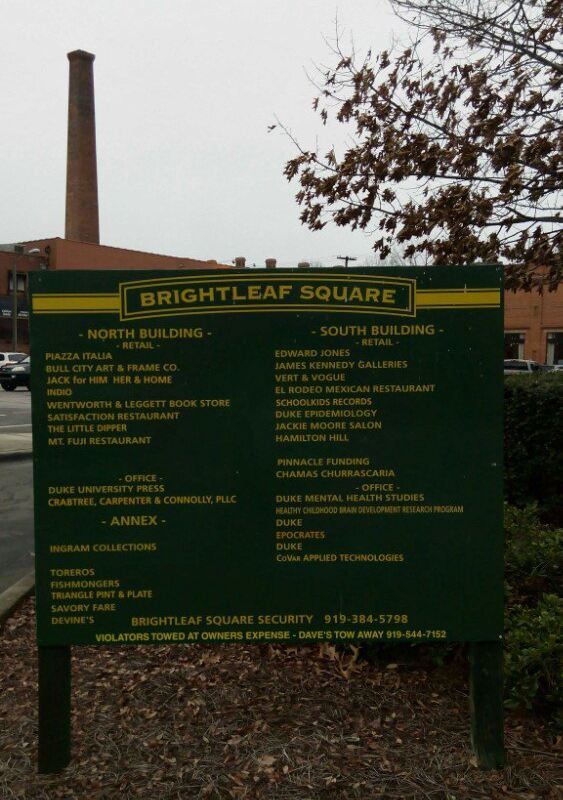 BRIGHTLEAF SQUARE
- NORTH BUILDING -
- RETAIL -
PIAZZA ITALIA
BULL CITY ART & FRAME CO.
JACK for HIM HER & HOME
INDIO
WENTWORTH & LEGGETT BOOK STORE
SATISFACTION RESTAURANT
THE LITTLE DIPPER
MT. FUJI RESTAURANT
- OFFICE -
DUKE UNIVERSITY PRESS
CRABTREE, CARPENTER & CONNOLLY, PLLC
- ANNEX -
INGRAM COLLECTIONS
TOREROS
FISHMONGERS
TRIANGLE PINT & PLATE
SAVORY FARE
DEVINE'S
- SOUTH BUILDING -
- RETAIL -
EDWARD JONES
JAMES KENNEDY GALLERIES
VERT & VOGUE
EL RODEO MEXICAN RESTAURANT
SCHOOLKIDS RECORDS
DUKE EPIDEMIOLOGY
JACKIE MOORE SALON
HAMILTON HILL
PINNACLE FUNDING
CHAMAS CHURRASCARIA
- OFFICE -
DUKE MENTAL HEALTH STUDIES
HEALTHY CHILDHOOD BRAIN DEVELOPMENT RESEARCH PROGRAM
DUKE
EPOCRATES
DUKE
CoVar APPLIED TECHNOLOGIES
BRIGHTLEAF SQUARE SECURITY 919-384-5798
VIOLATORS TOWED AT OWNERS EXPENSE - DAVE'S TOW AWAY 919-544-7152